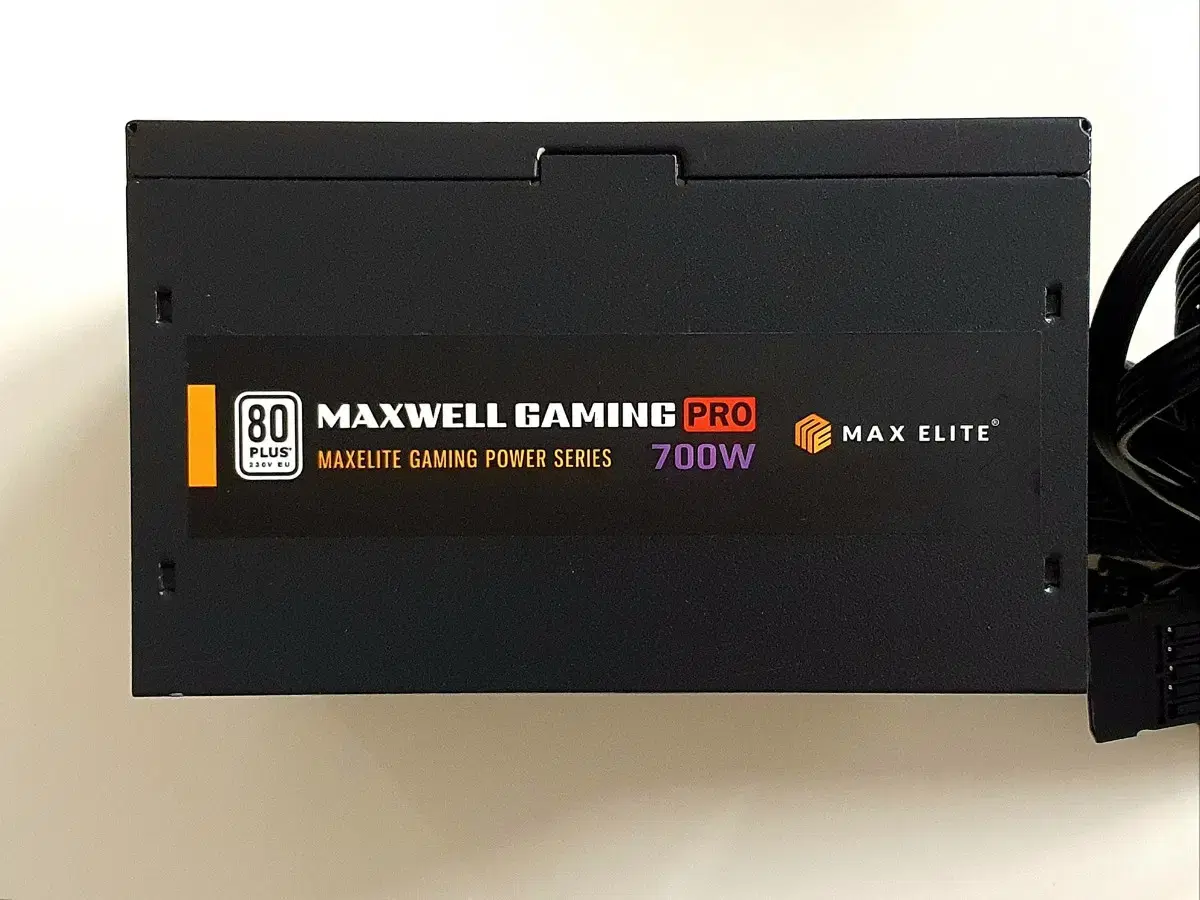 80
PLUS
230V EU
MAXWELL GAMING PRO
MAXELITE GAMING POWER SERIES
700W
MAX ELITE®